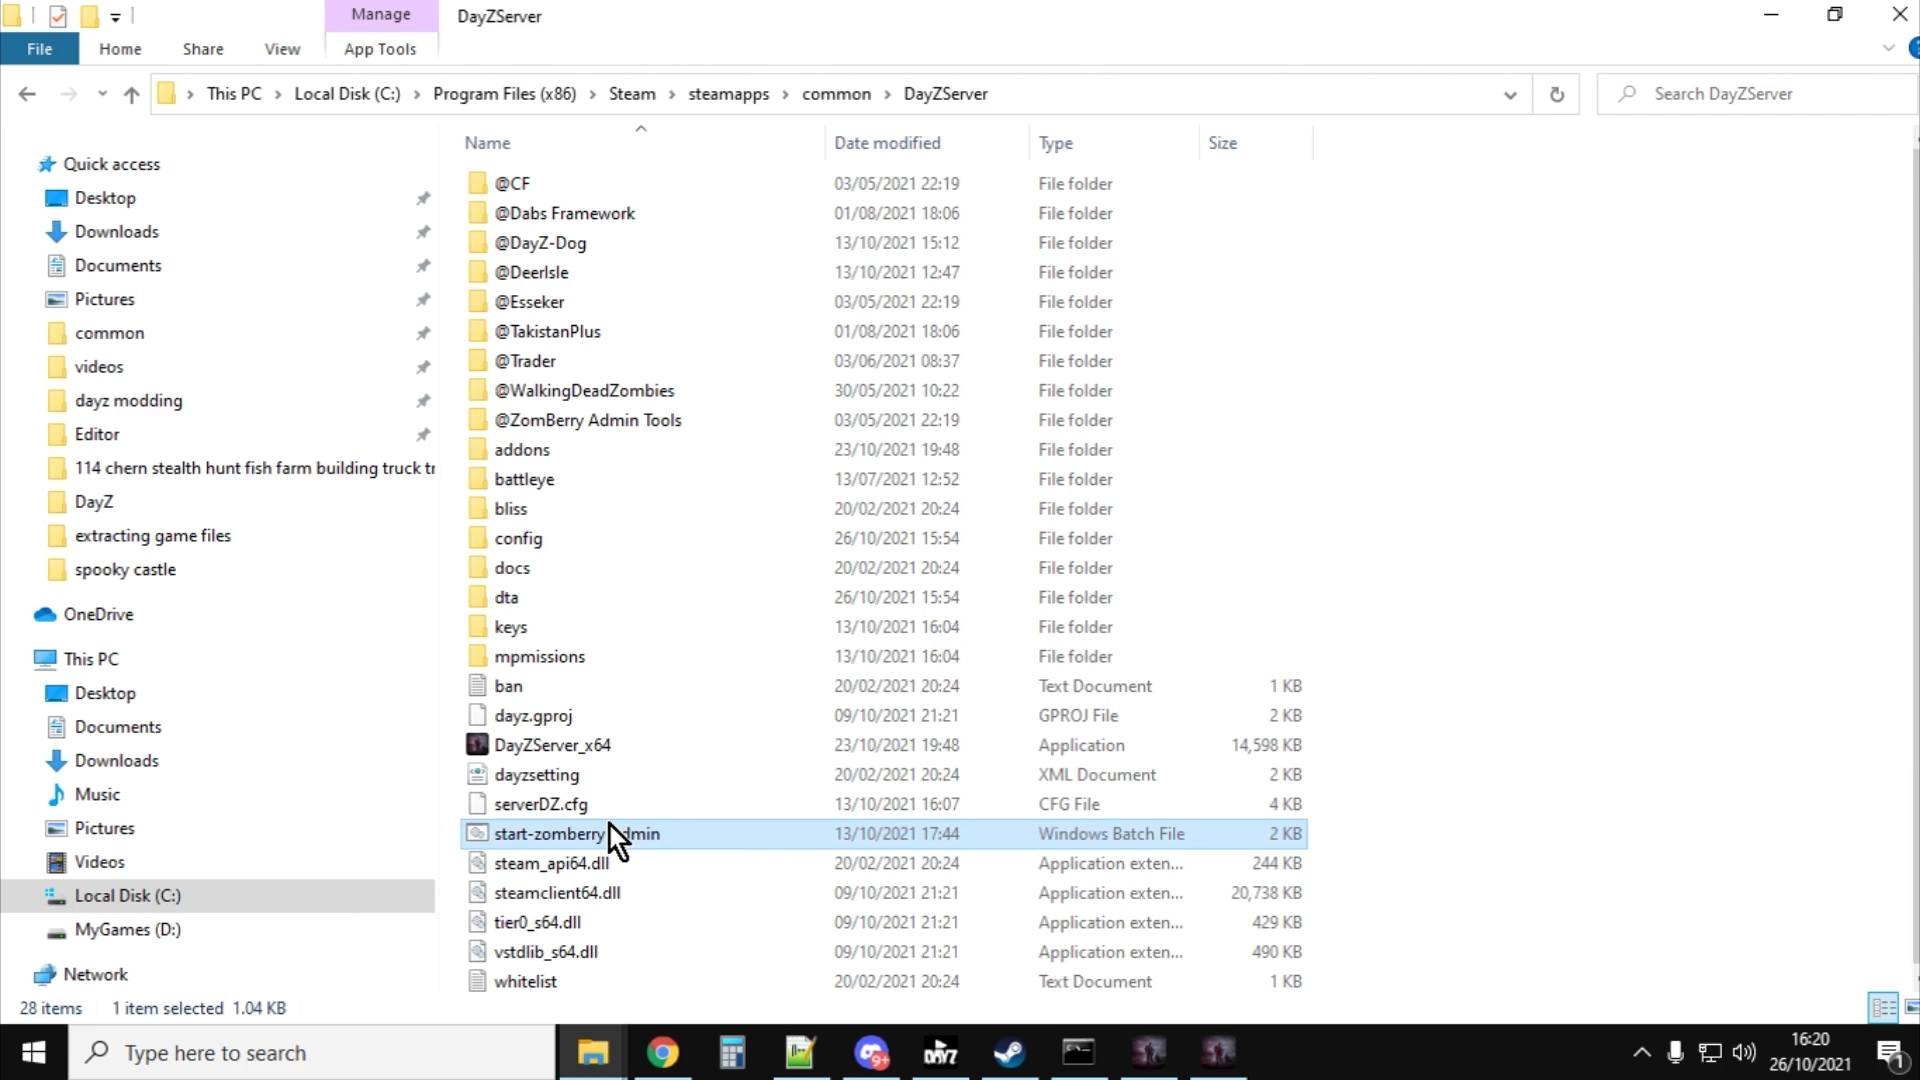 Manage
DayZServer
File
Home
Share
View
App Tools
This PC
Local Disk (C:)
Program Files (x86)
Steam
steamapps
common
DayZServer
Search DayZServer
Name
Date modified
Type
Size
Quick access
Desktop
Downloads
Documents
Pictures
common
videos
dayz modding
Editor
114 chern stealth hunt fish farm building truck tr
DayZ
extracting game files
spooky castle
OneDrive
This PC
Desktop
Documents
Downloads
Music
Pictures
Videos
Local Disk (C:)
MyGames (D:)
Network
@CF 03/05/2021 22:19 File folder
@Dabs Framework 01/08/2021 18:06 File folder
@DayZ-Dog 13/10/2021 15:12 File folder
@DeerIsle 13/10/2021 12:47 File folder
@Esseker 03/05/2021 22:19 File folder
@TakistanPlus 01/08/2021 18:06 File folder
@Trader 03/06/2021 08:37 File folder
@WalkingDeadZombies 30/05/2021 10:22 File folder
@ZomBerry Admin Tools 03/05/2021 22:19 File folder
addons 23/10/2021 19:48 File folder
battleye 13/07/2021 12:52 File folder
bliss 20/02/2021 20:24 File folder
config 26/10/2021 15:54 File folder
docs 20/02/2021 20:24 File folder
dta 26/10/2021 15:54 File folder
keys 13/10/2021 16:04 File folder
mpmissions 13/10/2021 16:04 File folder
ban 20/02/2021 20:24 Text Document 1 KB
dayz.gproj 09/10/2021 21:21 GPROJ File 2 KB
DayZServer_x64 23/10/2021 19:48 Application 14,598 KB
dayzsetting 20/02/2021 20:24 XML Document 2 KB
serverDZ.cfg 13/10/2021 16:07 CFG File 4 KB
start-zomberry 13/10/2021 17:44 Windows Batch File 2 KB
steam_api64.dll 20/02/2021 20:24 Application exten... 244 KB
steamclient64.dll 09/10/2021 21:21 Application exten... 20,738 KB
tier0_s64.dll 09/10/2021 21:21 Application exten... 429 KB
vstdlib_s64.dll 09/10/2021 21:21 Application exten... 490 KB
whitelist 20/02/2021 20:24 Text Document 1 KB
28 items 1 item selected 1.04 KB
Type here to search
9+
DAYZ
16:20
26/10/2021
1